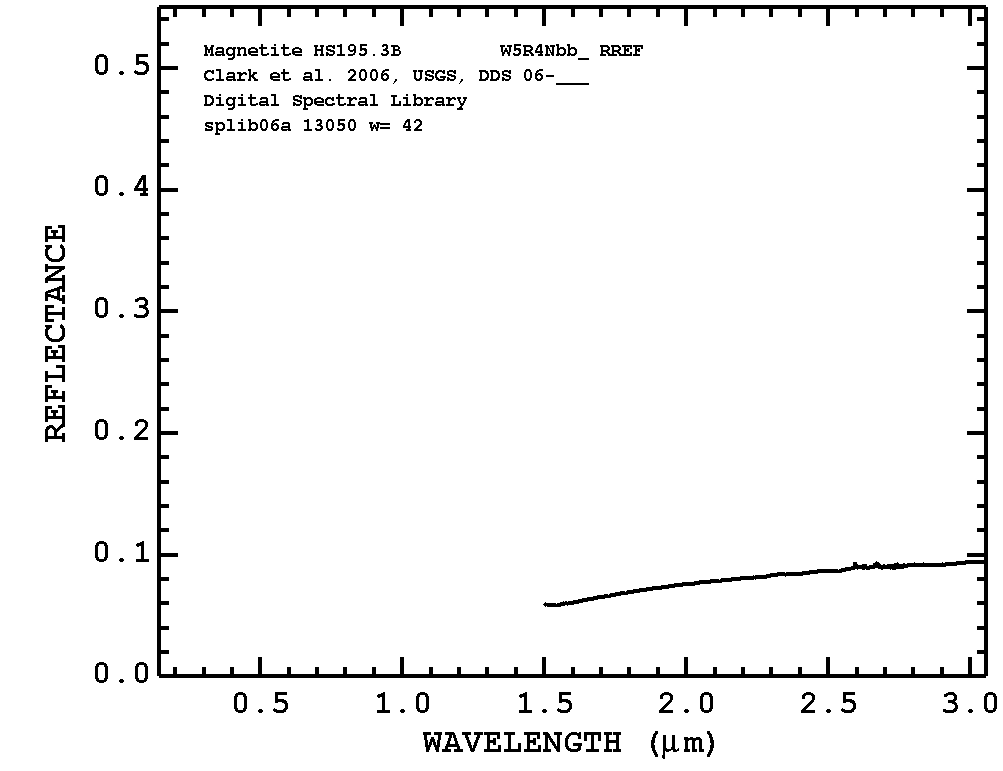 Magnetite HS195.3B W5R4Nbb_ RREF
Clark et al. 2006, USGS, DDS 06-___
Digital Spectral Library
splib06a 13050 w= 42
0.5
0.4
0.3
0.2
0.1
0.0
REFLECTANCE
0.5 1.0 1.5 2.0 2.5 3.0
WAVELENGTH (μm)